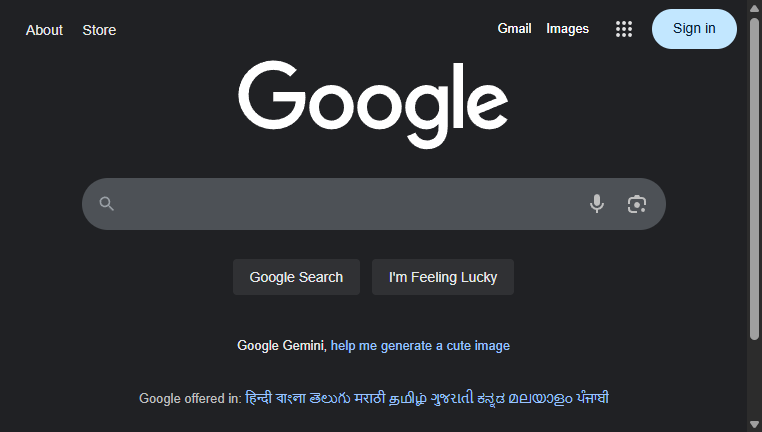 About Store Gmail Images Sign in
Google
Google Search I'm Feeling Lucky
Google Gemini, help me generate a cute image
Google offered in: हिन्दी বাংলা తెలుగు मराठी தமிழ் ગુજરાતી ಕನ್ನಡ മലയാളം ਪੰਜਾਬੀ